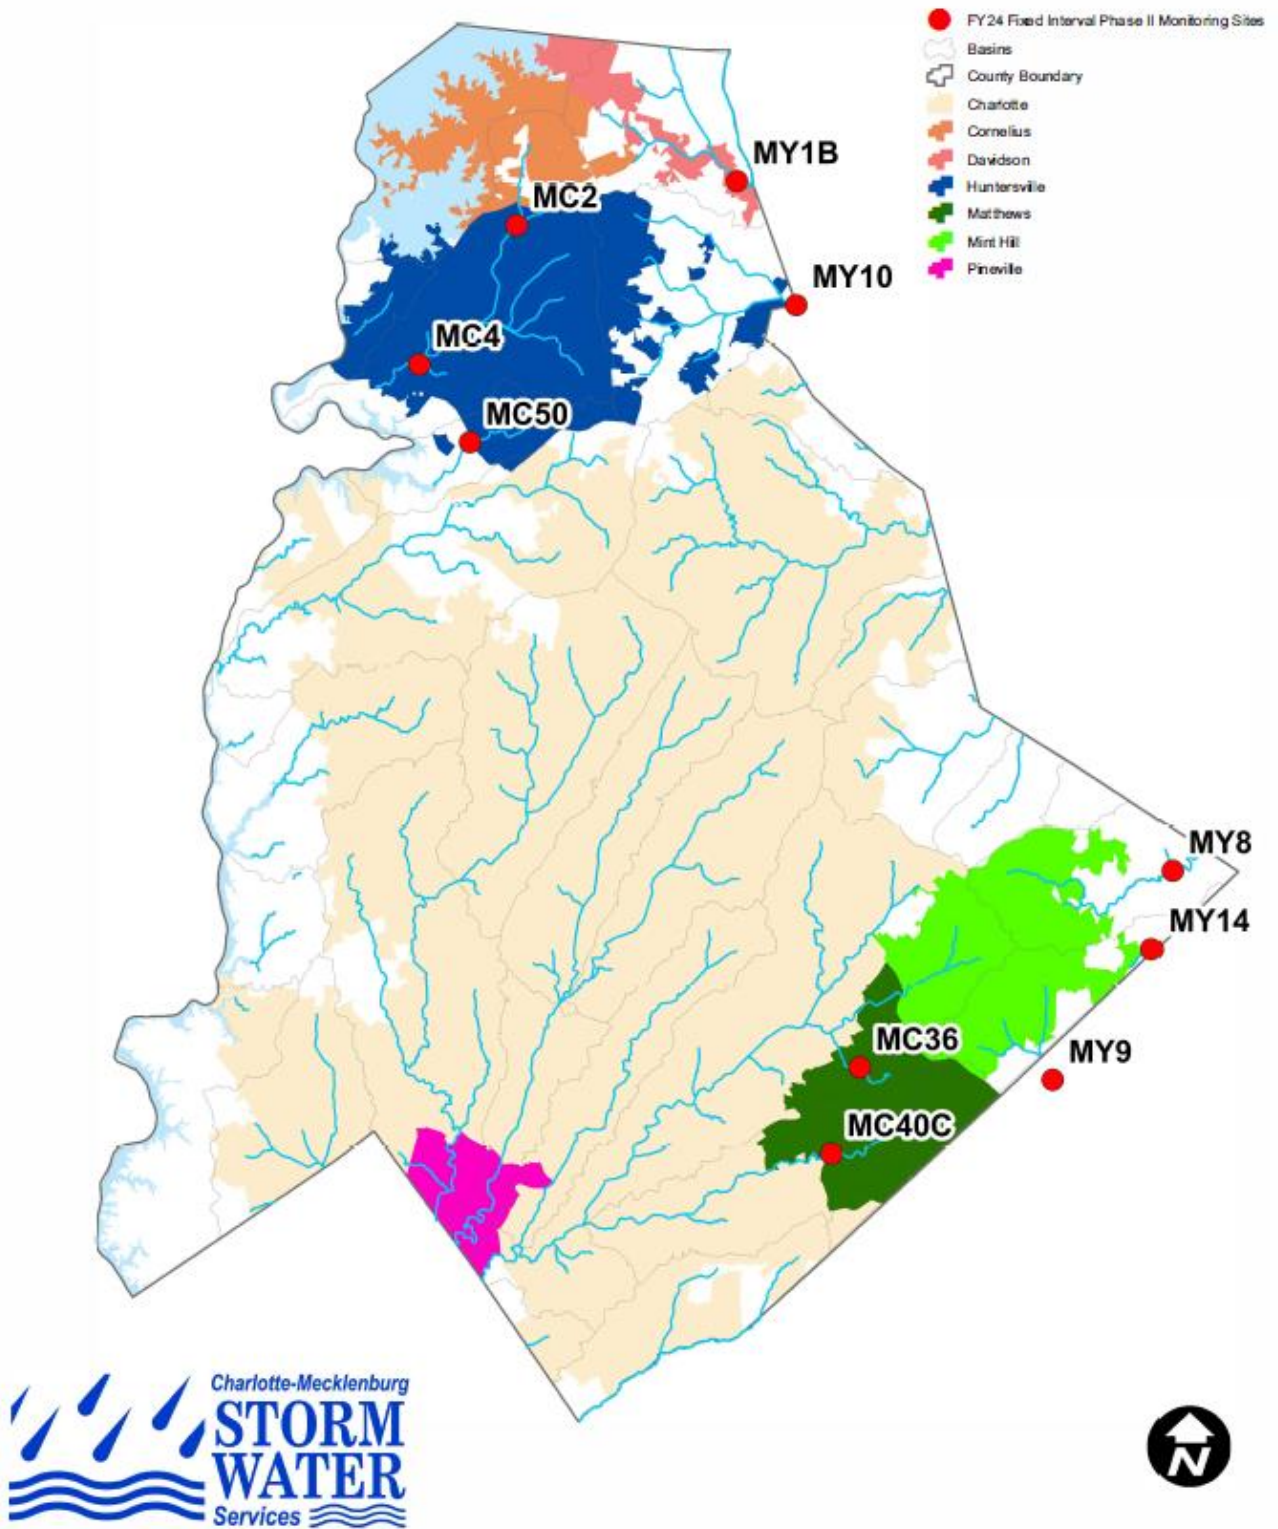 FY24 Fixed Interval Phase II Monitoring Sites
Basins
County Boundary
Charlotte
Cornelius
Davidson
Huntersville
Matthews
Mint Hill
Pineville
MY1B
MC2
MY10
MC4
MC50
MY8
MY14
MC36
MY9
MC40C
Charlotte-Mecklenburg
STORM
WATER
Services
N